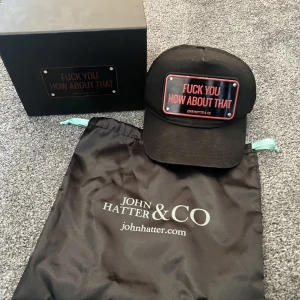 FUCK YOU
HOW ABOUT THAT
FUCK YOU
HOW ABOUT THAT
JOHN HATTER & CO
JOHN
HATTER & CO
johnhatter.com